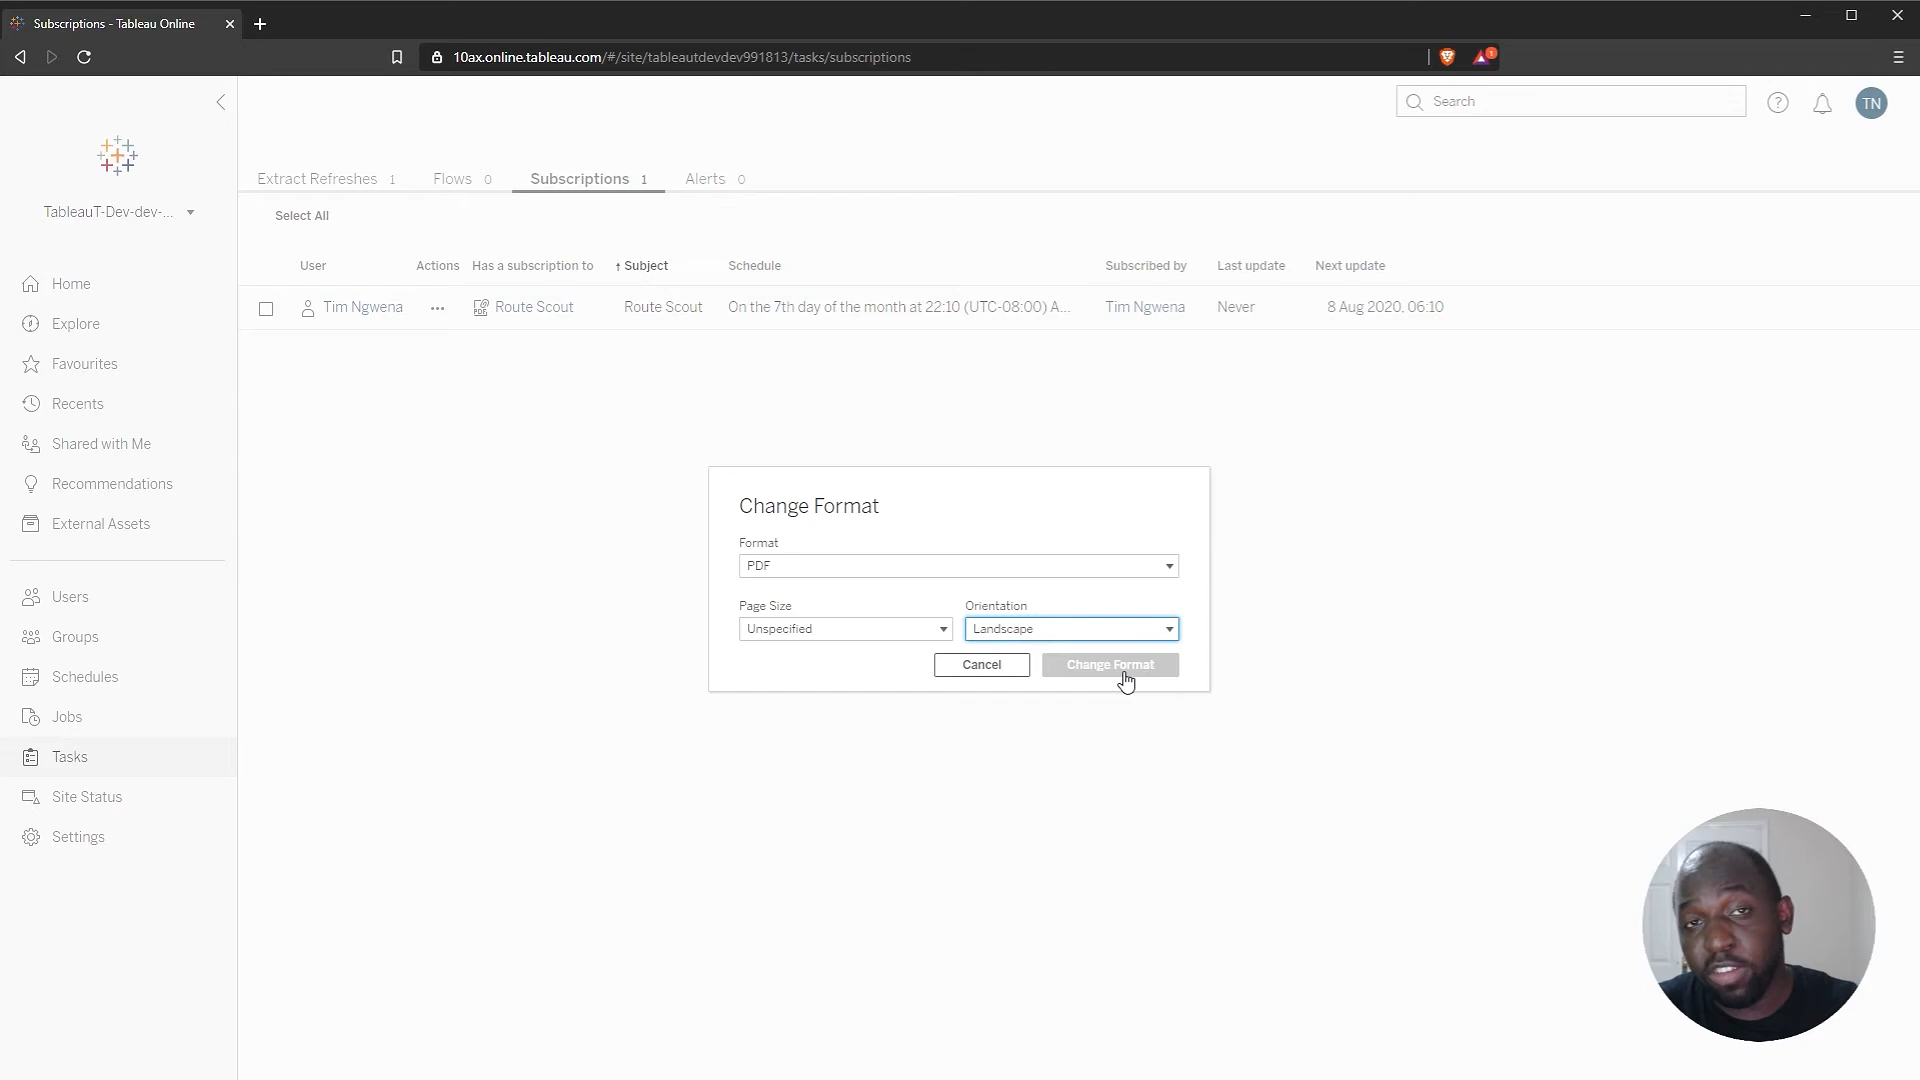 Subscriptions - Tableau Online
10ax.online.tableau.com/#/site/tableautdevdev991813/tasks/subscriptions
1
Search
TN
TableauT-Dev-dev-...
Home
Explore
Favourites
Recents
Shared with Me
Recommendations
External Assets
Users
Groups
Schedules
Jobs
Tasks
Site Status
Settings
Extract Refreshes 1 Flows 0 Subscriptions 1 Alerts 0
Select All
User Actions Has a subscription to ↑ Subject Schedule Subscribed by Last update Next update
Tim Ngwena ... Route Scout Route Scout On the 7th day of the month at 22:10 (UTC-08:00) A... Tim Ngwena Never 8 Aug 2020, 06:10
Change Format
Format
PDF
Page Size Orientation
Unspecified Landscape
Cancel Change Format